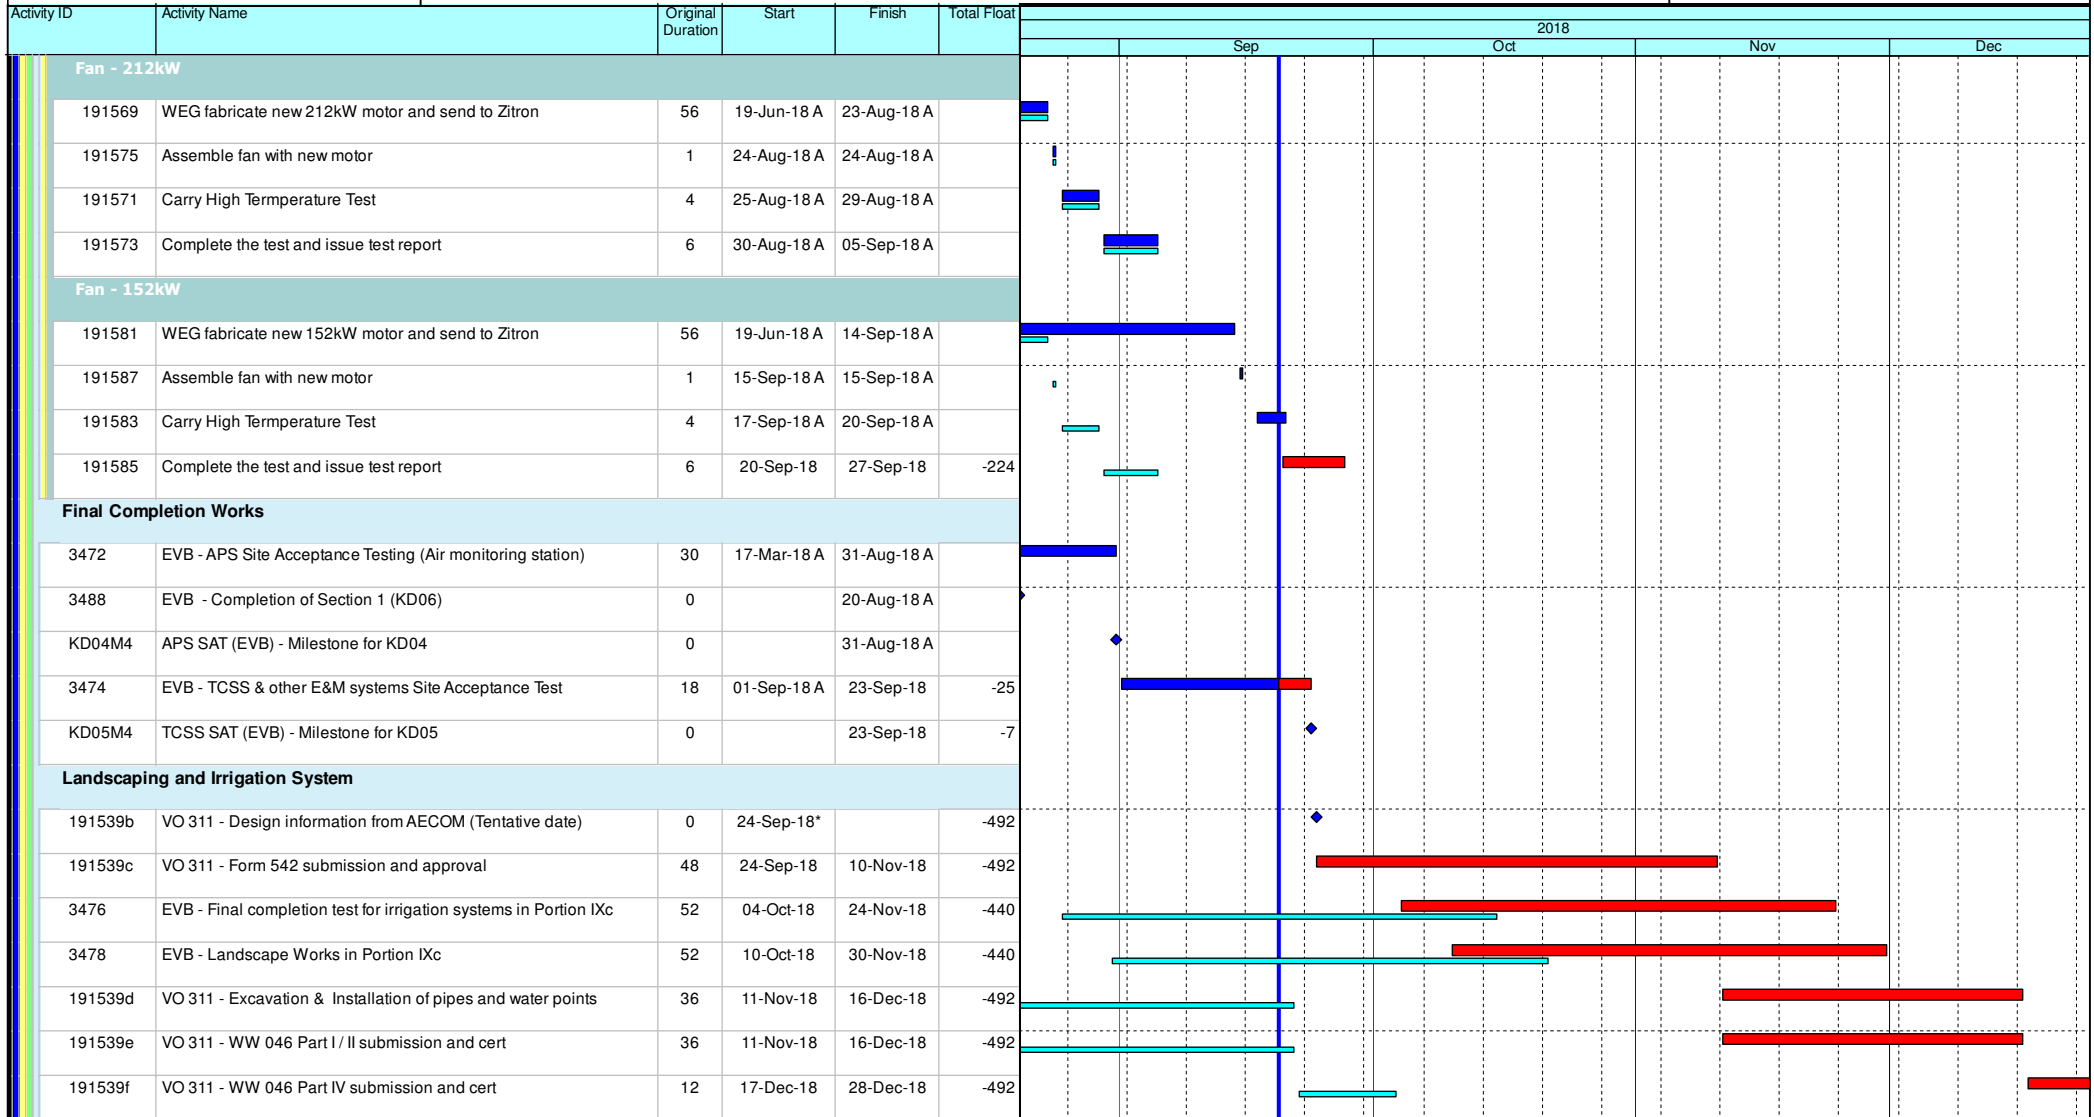 Activity ID Activity Name Original Duration Start Finish Total Float
2018
Sep Oct Nov Dec
Fan - 212kW
191569 WEG fabricate new 212kW motor and send to Zitron 56 19-Jun-18 A 23-Aug-18 A
191575 Assemble fan with new motor 1 24-Aug-18 A 24-Aug-18 A
191571 Carry High Termperature Test 4 25-Aug-18 A 29-Aug-18 A
191573 Complete the test and issue test report 6 30-Aug-18 A 05-Sep-18 A
Fan - 152kW
191581 WEG fabricate new 152kW motor and send to Zitron 56 19-Jun-18 A 14-Sep-18 A
191587 Assemble fan with new motor 1 15-Sep-18 A 15-Sep-18 A
191583 Carry High Termperature Test 4 17-Sep-18 A 20-Sep-18 A
191585 Complete the test and issue test report 6 20-Sep-18 27-Sep-18 -224
Final Completion Works
3472 EVB - APS Site Acceptance Testing (Air monitoring station) 30 17-Mar-18 A 31-Aug-18 A
3488 EVB - Completion of Section 1 (KD06) 0 20-Aug-18 A
KD04M4 APS SAT (EVB) - Milestone for KD04 0 31-Aug-18 A
3474 EVB - TCSS & other E&M systems Site Acceptance Test 18 01-Sep-18 A 23-Sep-18 -25
KD05M4 TCSS SAT (EVB) - Milestone for KD05 0 23-Sep-18 -7
Landscaping and Irrigation System
191539b VO 311 - Design information from AECOM (Tentative date) 0 24-Sep-18* -492
191539c VO 311 - Form 542 submission and approval 48 24-Sep-18 10-Nov-18 -492
3476 EVB - Final completion test for irrigation systems in Portion IXc 52 04-Oct-18 24-Nov-18 -440
3478 EVB - Landscape Works in Portion IXc 52 10-Oct-18 30-Nov-18 -440
191539d VO 311 - Excavation & Installation of pipes and water points 36 11-Nov-18 16-Dec-18 -492
191539e VO 311 - WW 046 Part I / II submission and cert 36 11-Nov-18 16-Dec-18 -492
191539f VO 311 - WW 046 Part IV submission and cert 12 17-Dec-18 28-Dec-18 -492